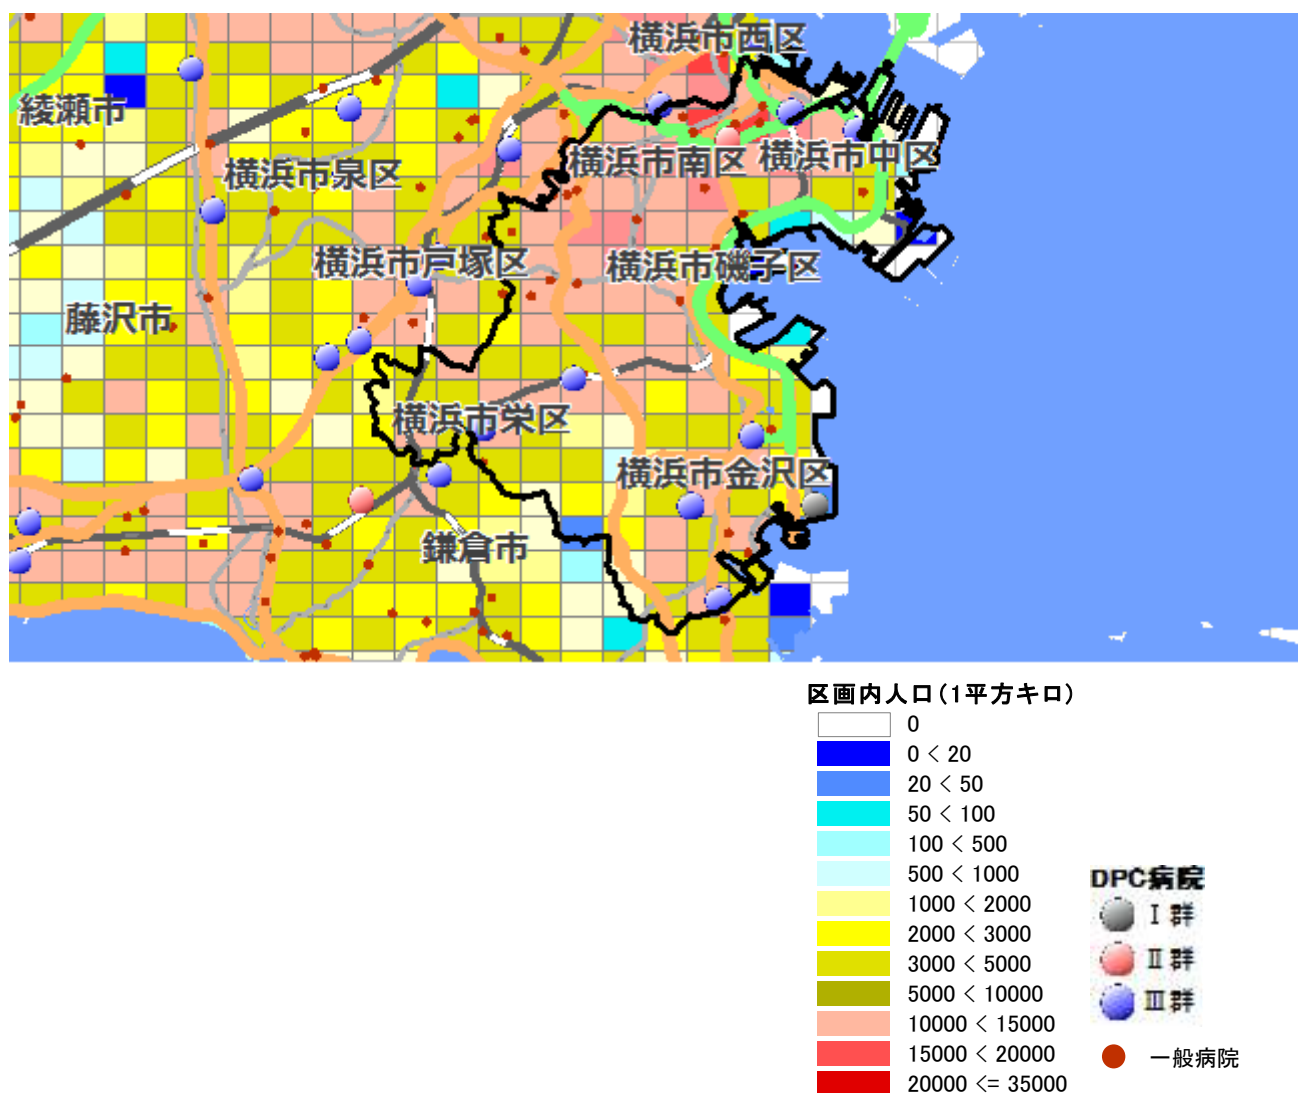 横浜市西区
綾瀬市
横浜市泉区
横浜市南区
横浜市中区
横浜市戸塚区
横浜市磯子区
藤沢市
横浜市栄区
横浜市金沢区
鎌倉市
区画内人口(1平方キロ)
0
0 < 20
20 < 50
50 < 100
100 < 500
500 < 1000
1000 < 2000
2000 < 3000
3000 < 5000
5000 < 10000
10000 < 15000
15000 < 20000
20000 <= 35000
DPC病院
Ⅰ群
Ⅱ群
Ⅲ群
一般病院